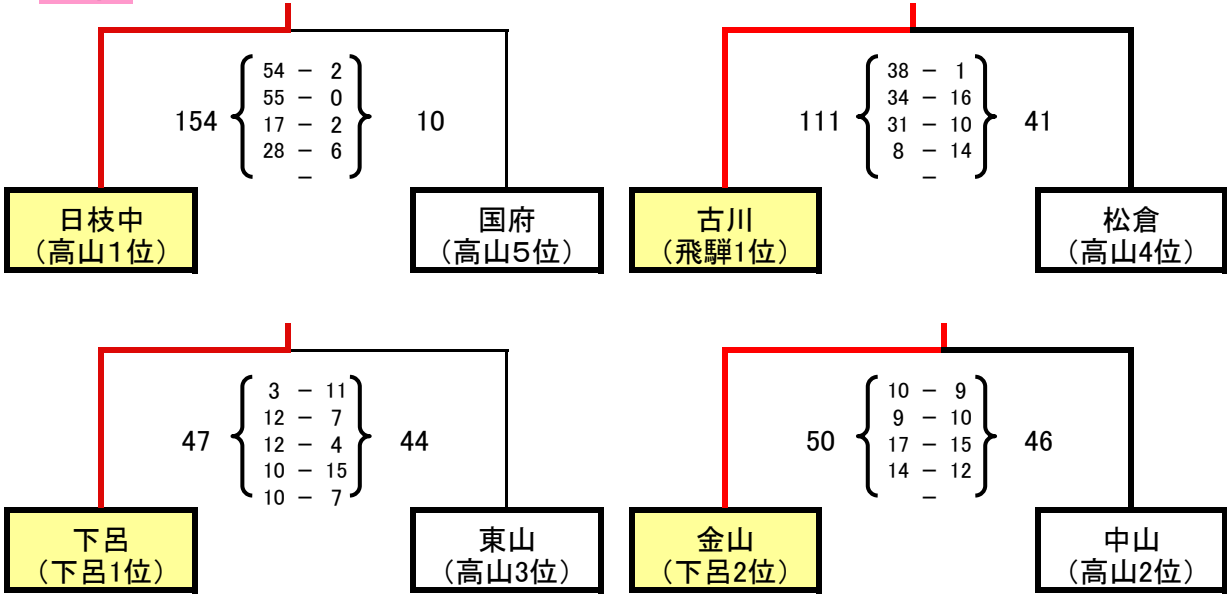 54 － 2
55 － 0
154 17 － 2 10
28 － 6
－
日枝中
（高山１位）
国府
（高山５位）
38 － 1
34 － 16
111 31 － 10 41
8 － 14
－
古川
（飛騨1位）
松倉
（高山4位）
3 － 11
12 － 7
47 12 － 4 44
10 － 15
10 － 7
下呂
（下呂1位）
東山
（高山3位）
10 － 9
9 － 10
50 17 － 15 46
14 － 12
－
金山
（下呂2位）
中山
（高山2位）